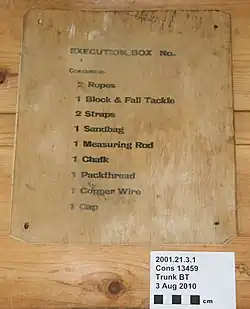 EXECUTION BOX No.
CONTENTS
2 Ropes
1 Block & Fall Tackle
2 Straps
1 Sandbag
1 Measuring Rod
1 Chalk
1 Packthread
1 Copper Wire
1 Cap
2001.21.3.1
Cons 13459
Trunk BT
3 Aug 2010
cm